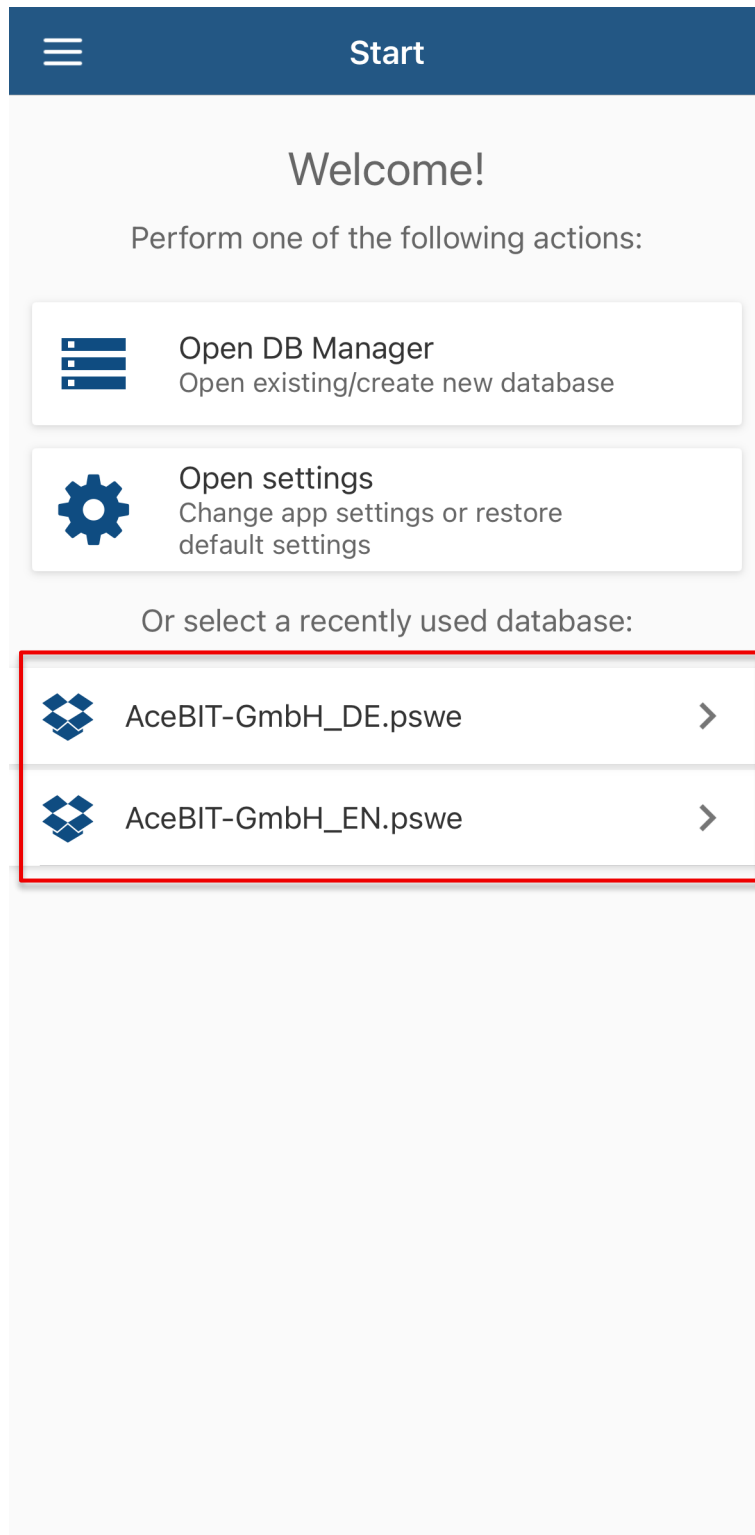 Start
Welcome!
Perform one of the following actions:
Open DB Manager
Open existing/create new database
Open settings
Change app settings or restore
default settings
Or select a recently used database:
AceBIT-GmbH_DE.pswe
AceBIT-GmbH_EN.pswe